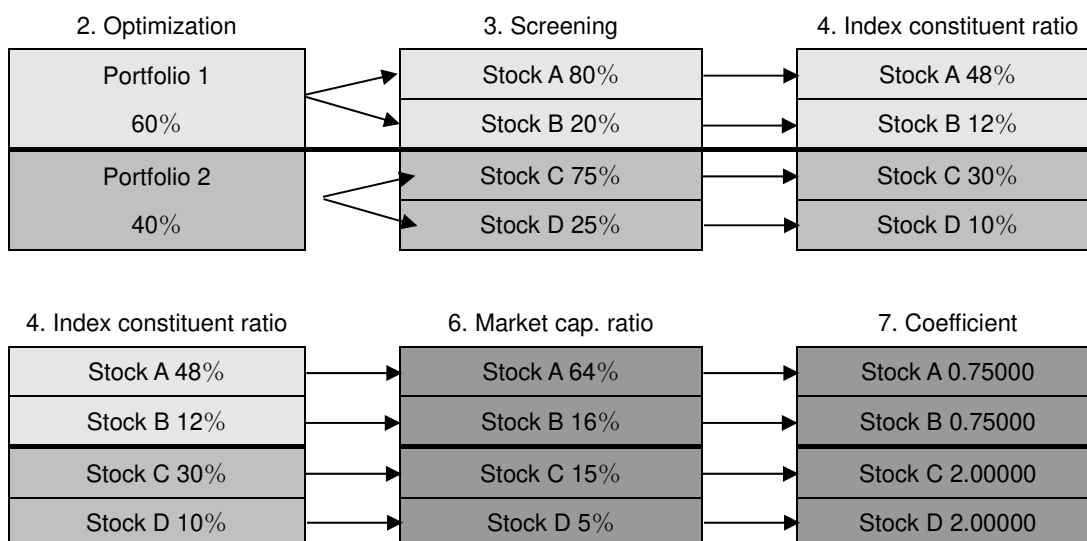 2. Optimization
3. Screening
4. Index constituent ratio
Portfolio 1
60%
Stock A 80%
Stock B 20%
Stock A 48%
Stock B 12%
Portfolio 2
40%
Stock C 75%
Stock D 25%
Stock C 30%
Stock D 10%
4. Index constituent ratio
6. Market cap. ratio
7. Coefficient
Stock A 48%
Stock A 64%
Stock A 0.75000
Stock B 12%
Stock B 16%
Stock B 0.75000
Stock C 30%
Stock C 15%
Stock C 2.00000
Stock D 10%
Stock D 5%
Stock D 2.00000